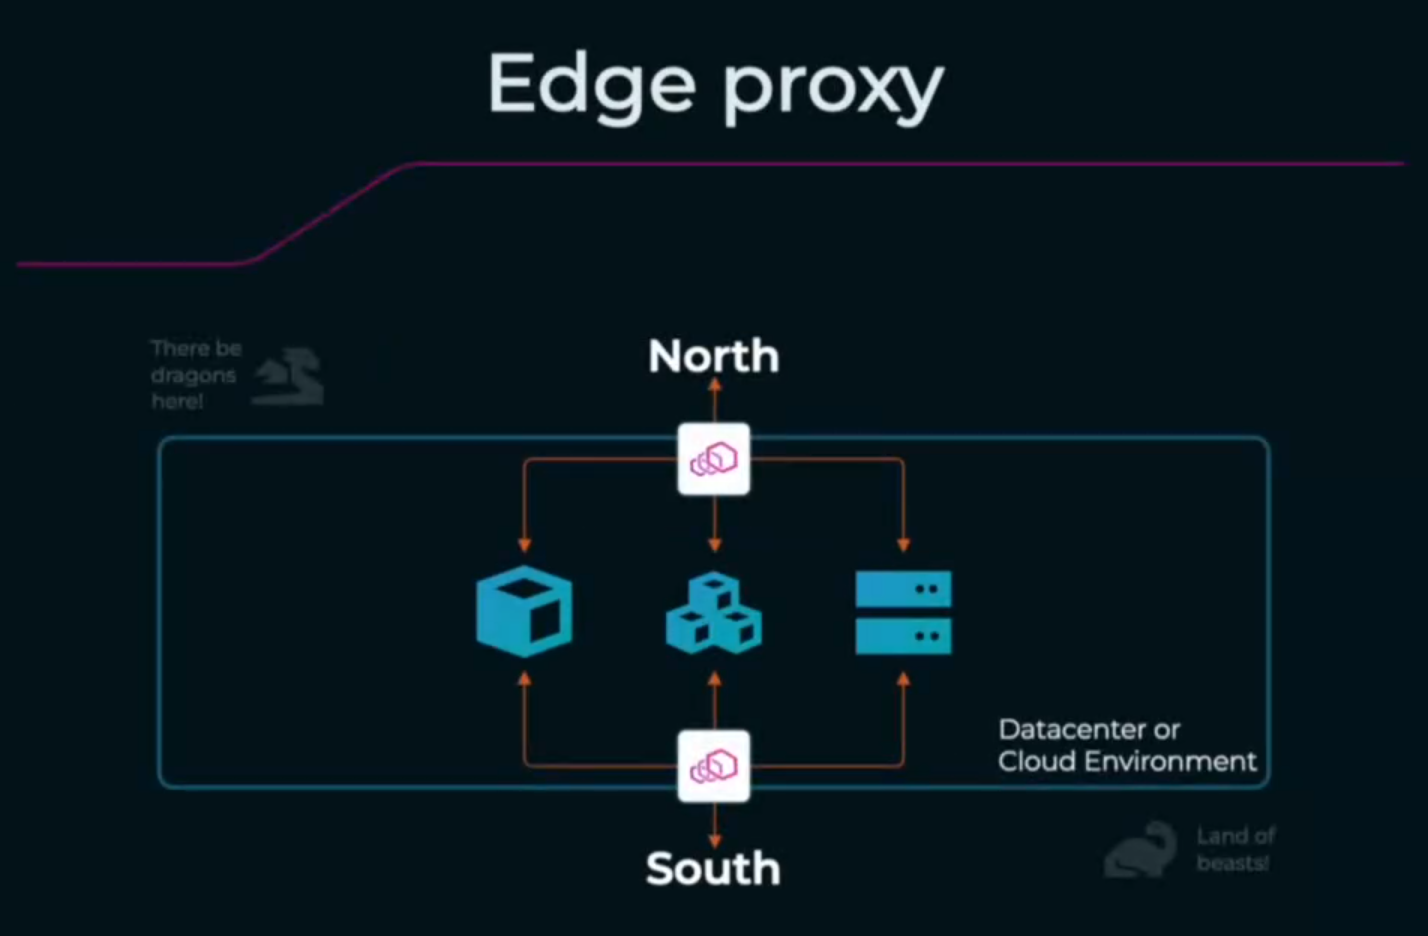 Edge proxy
There be
dragons
here!
North
Datacenter or
Cloud Environment
South
Land of
beasts!